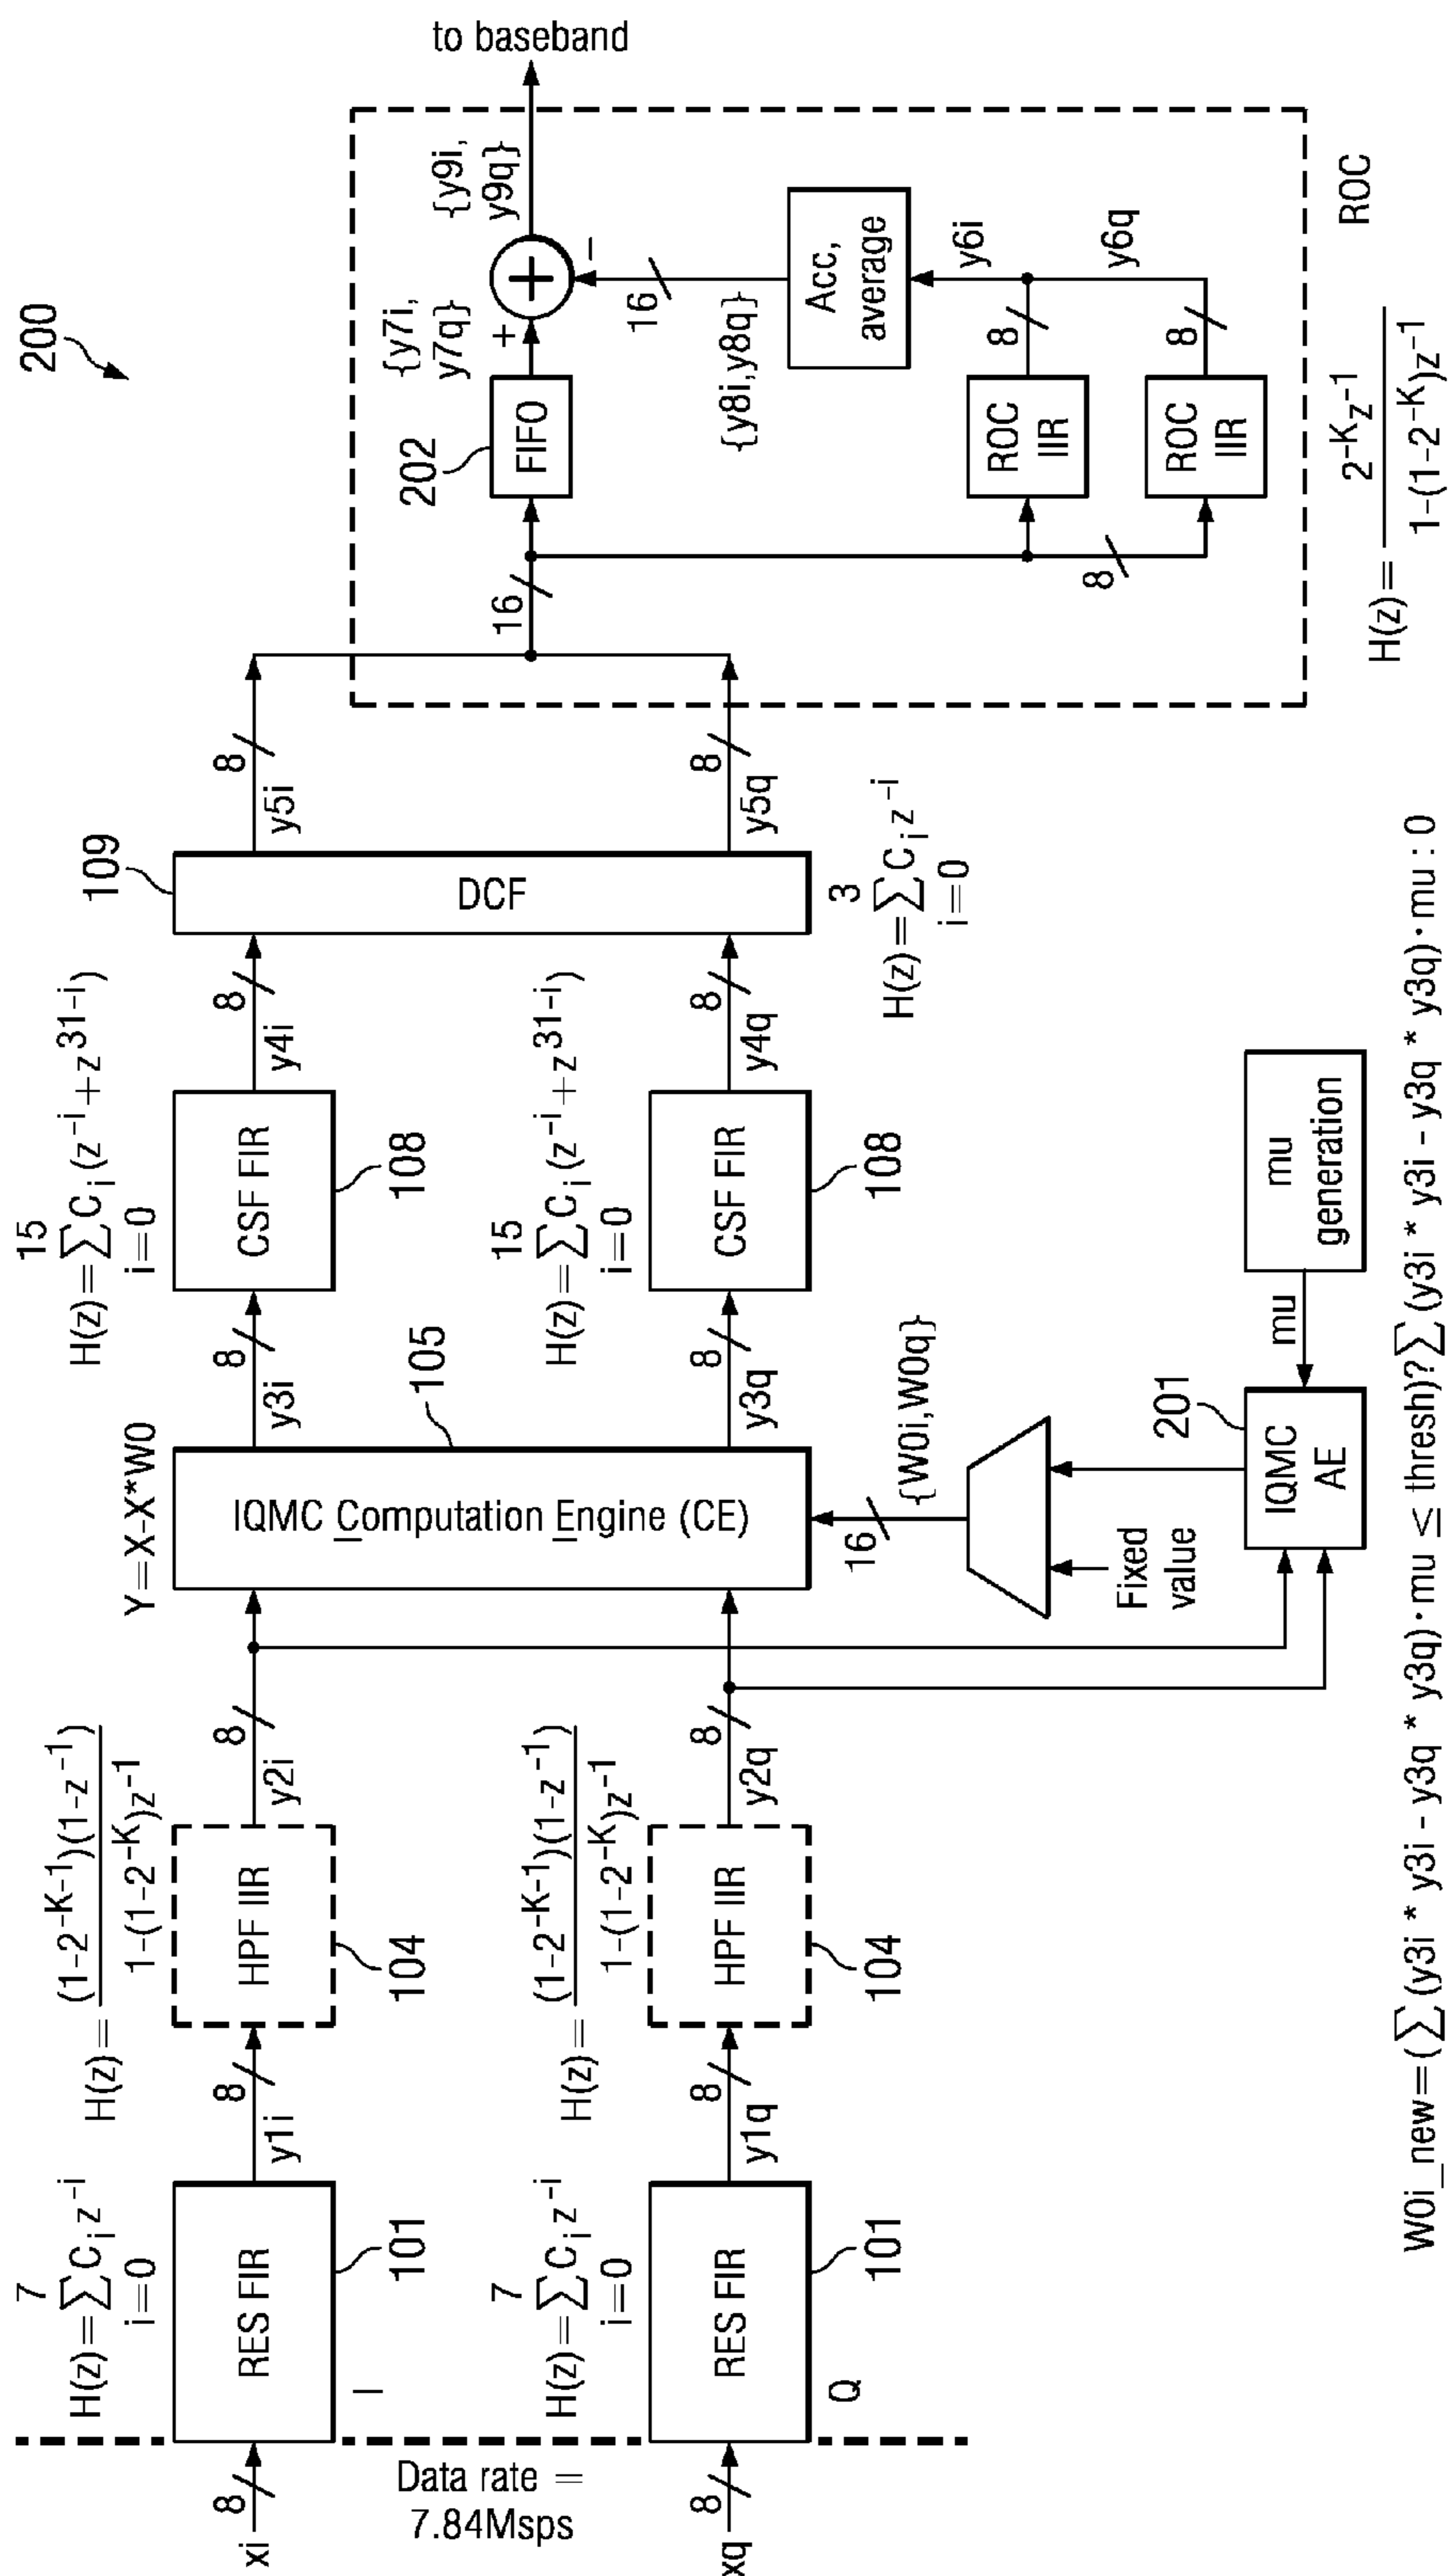 200
xi
8
xq
8
Data rate =
7.84Msps
H(z)=∑C_i z^-i
7
i=0
RES FIR
I
101
H(z)=∑C_i z^-i
7
i=0
RES FIR
Q
101
8
y1i
8
y1q
H(z)=(1-2^-K-1)(1-z^-1)
1-(1-2^-K)z^-1
HPF IIR
104
H(z)=(1-2^-K-1)(1-z^-1)
1-(1-2^-K)z^-1
HPF IIR
104
8
y2i
8
y2q
Y=X-X*W0
IQMC Computation Engine (CE)
105
16
{W0i,W0q}
Fixed
value
IQMC
AE
201
mu
mu
generation
8
y3i
8
y3q
15
H(z)=∑C_i(z^-i+z^31-i)
i=0
CSF FIR
108
15
H(z)=∑C_i(z^-i+z^31-i)
i=0
CSF FIR
108
8
y4i
8
y4q
DCF
109
3
H(z)=∑C_i z^-i
i=0
8
y5i
8
y5q
16
202
FIFO
{y7i,
y7q}
+
+
-
{y9i,
y9q}
to baseband
16
{y8i,y8q}
Acc,
average
y6i
y6q
8
8
ROC
IIR
ROC
IIR
8
ROC
H(z)=2^-K z^-1
1-(1-2^-K)z^-1
W0i_new=(∑(y3i * y3i - y3q * y3q)·mu ≤ thresh)?∑(y3i * y3i - y3q * y3q)·mu : 0